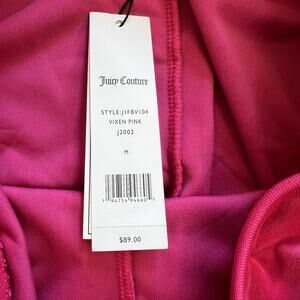 Juicy Couture
STYLE:JIFBV104
VIXEN PINK
J2002
M
$89.00